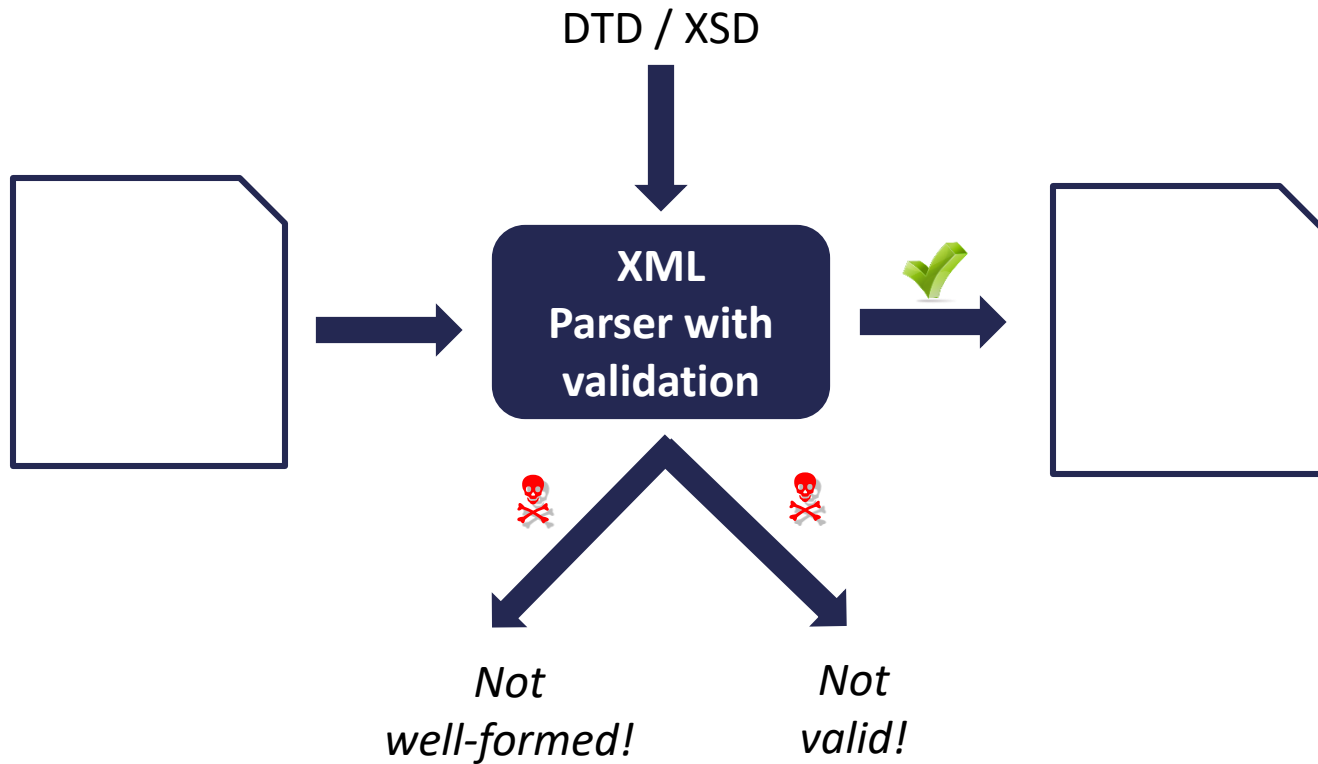 DTD / XSD
XML
Parser with
validation
Not
well-formed!
Not
valid!